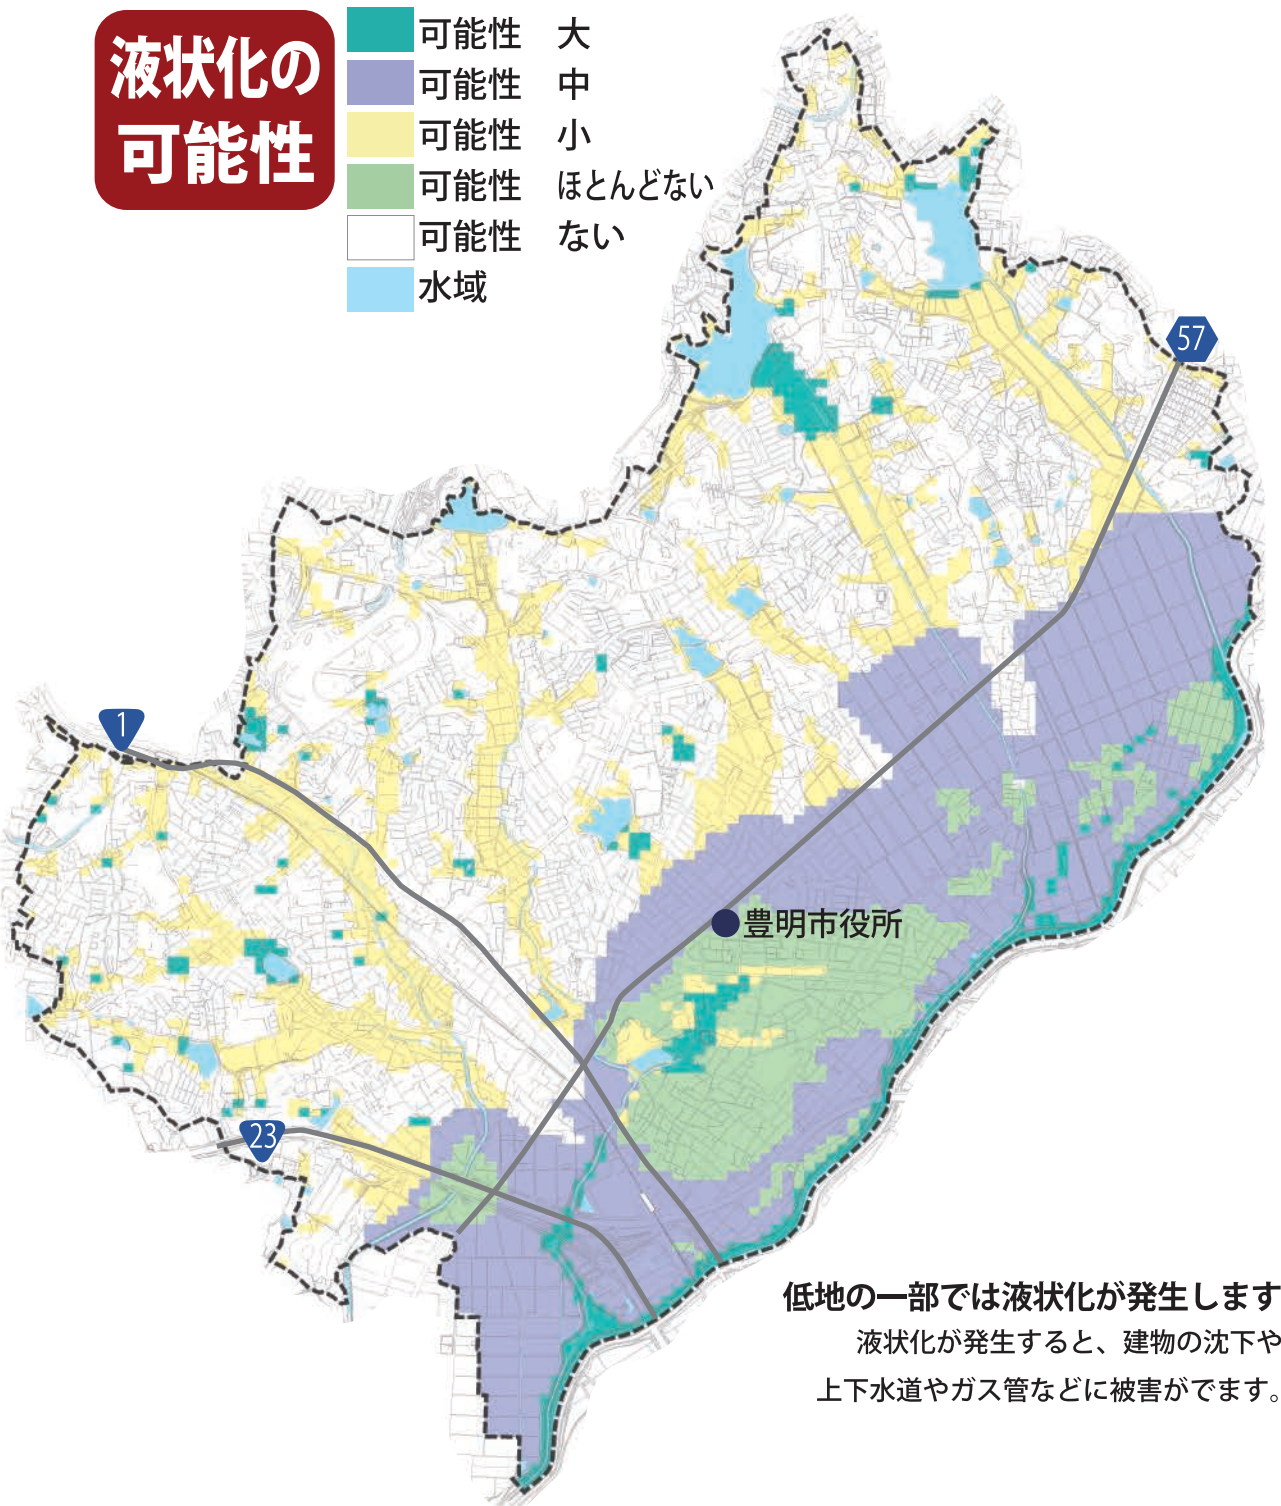 液状化の
可能性
可能性　大
可能性　中
可能性　小
可能性　ほとんどない
可能性　ない
水域
57
1
豊明市役所
23
低地の一部では液状化が発生します
液状化が発生すると、建物の沈下や
上下水道やガス管などに被害がでます。